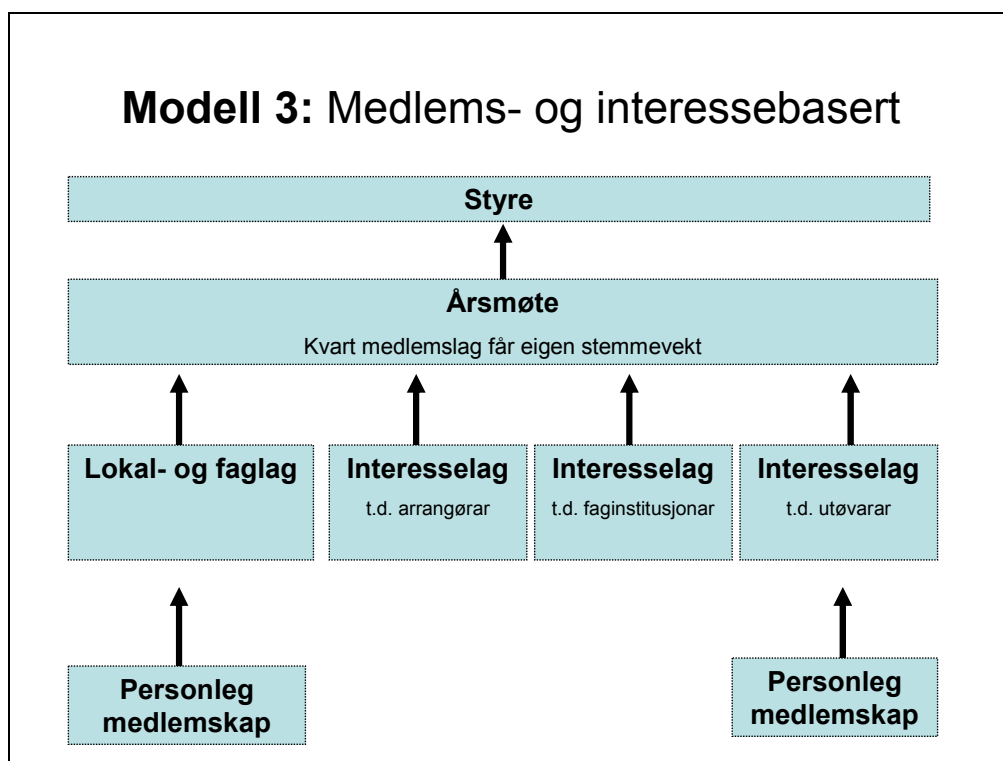 Modell 3: Medlems- og interessebasert
Styre
Årsmøte
Kvart medlemslag får eigen stemmevekt
Lokal- og faglag
Interesselag
t.d. arrangørar
Interesselag
t.d. faginstitusjonar
Interesselag
t.d. utøvarar
Personleg
medlemskap
Personleg
medlemskap